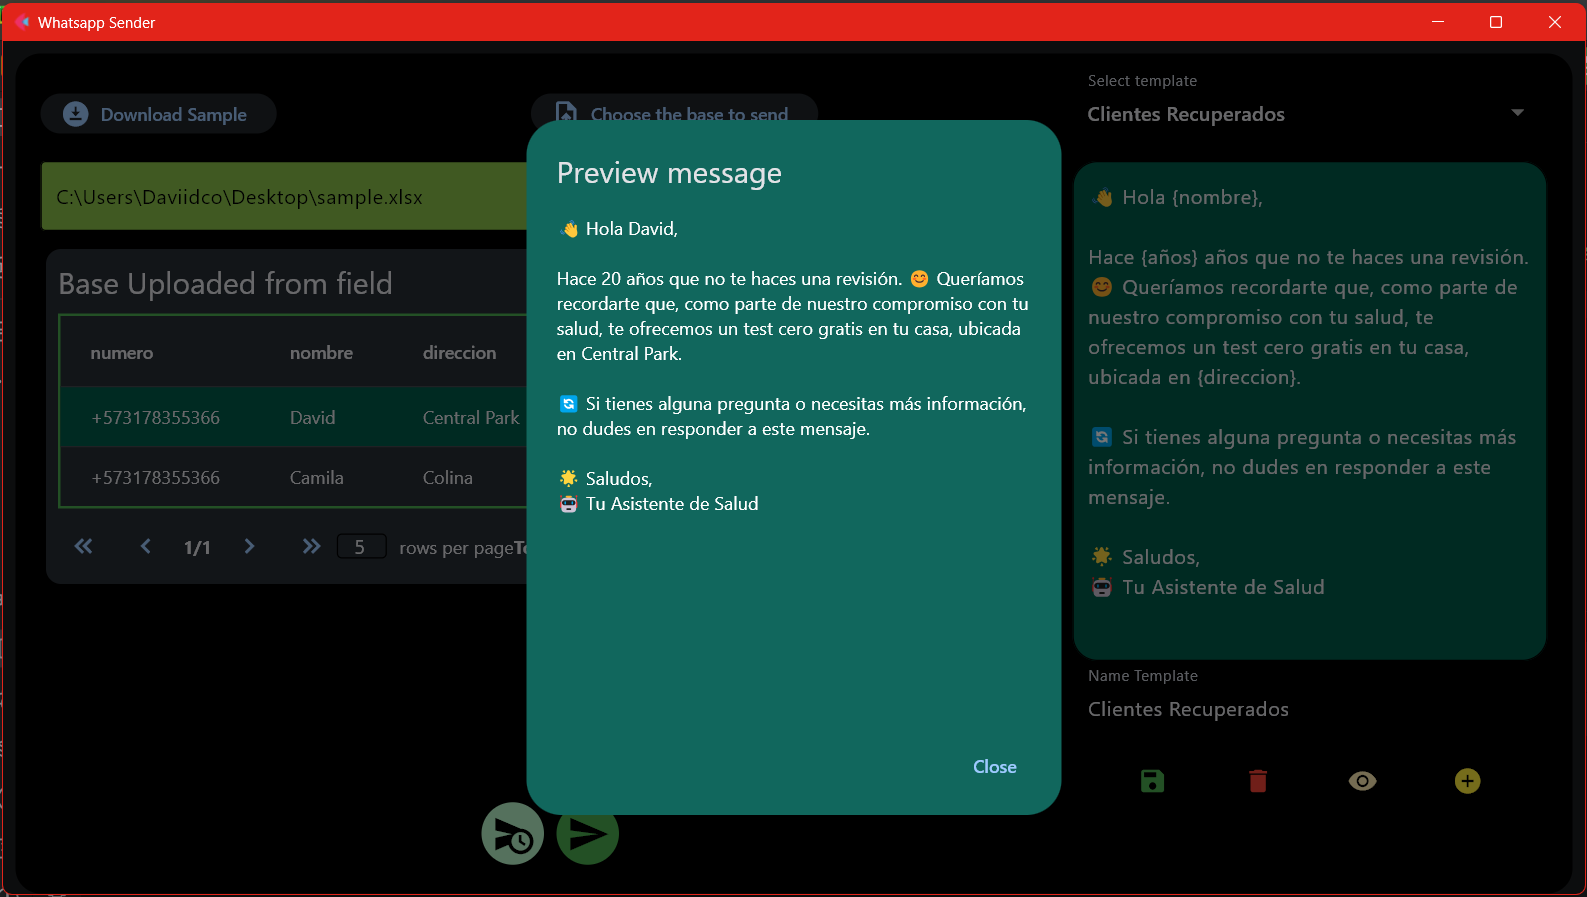 Whatsapp Sender
Download Sample
Choose the base to send
Select template
Clientes Recuperados
C:\Users\Daviidco\Desktop\sample.xlsx
Base Uploaded from field
numero nombre direccion
+573178355366 David Central Park
+573178355366 Camila Colina
1/1 5 rows per page
Preview message
👋 Hola David,
Hace 20 años que no te haces una revisión. 😊 Queríamos
recordarte que, como parte de nuestro compromiso con tu
salud, te ofrecemos un test cero gratis en tu casa, ubicada
en Central Park.
🔄 Si tienes alguna pregunta o necesitas más información,
no dudes en responder a este mensaje.
🌟 Saludos,
🤖 Tu Asistente de Salud
Close
👋 Hola {nombre},
Hace {años} años que no te haces una revisión.
😊 Queríamos recordarte que, como parte de
nuestro compromiso con tu salud, te
ofrecemos un test cero gratis en tu casa,
ubicada en {direccion}.
🔄 Si tienes alguna pregunta o necesitas más
información, no dudes en responder a este
mensaje.
🌟 Saludos,
🤖 Tu Asistente de Salud
Name Template
Clientes Recuperados